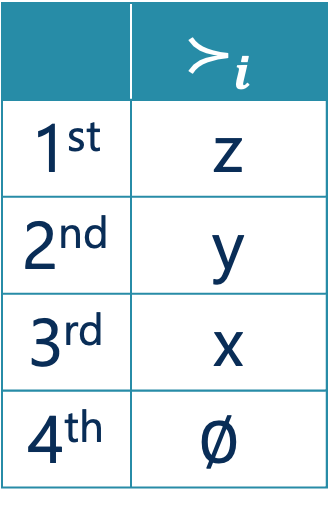 ≻i
1st z
2nd y
3rd x
4th ∅